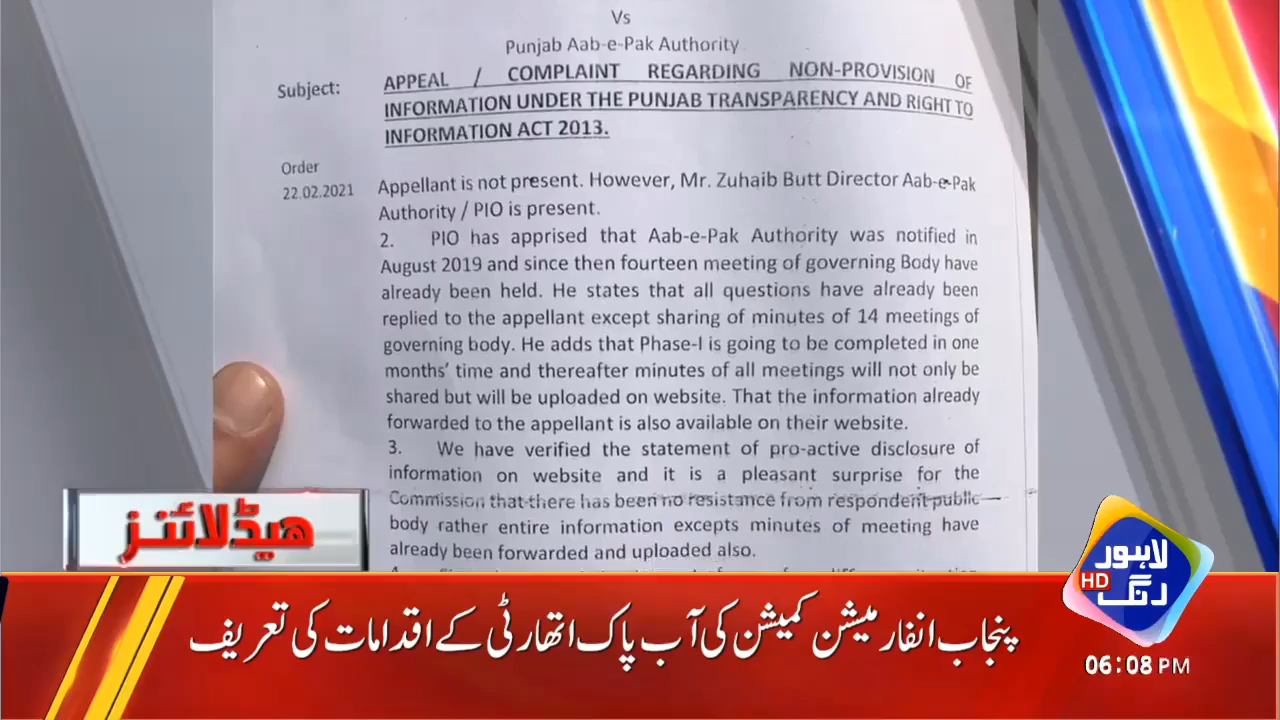 Vs
Punjab Aab-e-Pak Authority
Subject: APPEAL / COMPLAINT REGARDING NON-PROVISION OF
INFORMATION UNDER THE PUNJAB TRANSPARENCY AND RIGHT TO
INFORMATION ACT 2013.
Order
22.02.2021
Appellant is not present. However, Mr. Zuhaib Butt Director Aab-e-Pak
Authority / PIO is present.
2. PIO has apprised that Aab-e-Pak Authority was notified in
August 2019 and since then fourteen meeting of governing Body have
already been held. He states that all questions have already been
replied to the appellant except sharing of minutes of 14 meetings of
governing body. He adds that Phase-I is going to be completed in one
months' time and thereafter minutes of all meetings will not only be
shared but will be uploaded on website. That the information already
forwarded to the appellant is also available on their website.
3. We have verified the statement of pro-active disclosure of
information on website and it is a pleasant surprise for the
Commission that there has been no resistance from respondent public
body rather entire information excepts minutes of meeting have
already been forwarded and uploaded also.
ہیڈلائنز
لاہور
HD رنگ
پنجاب انفارمیشن کمیشن کی آب پاک اتھارٹی کے اقدامات کی تعریف
06:08 PM